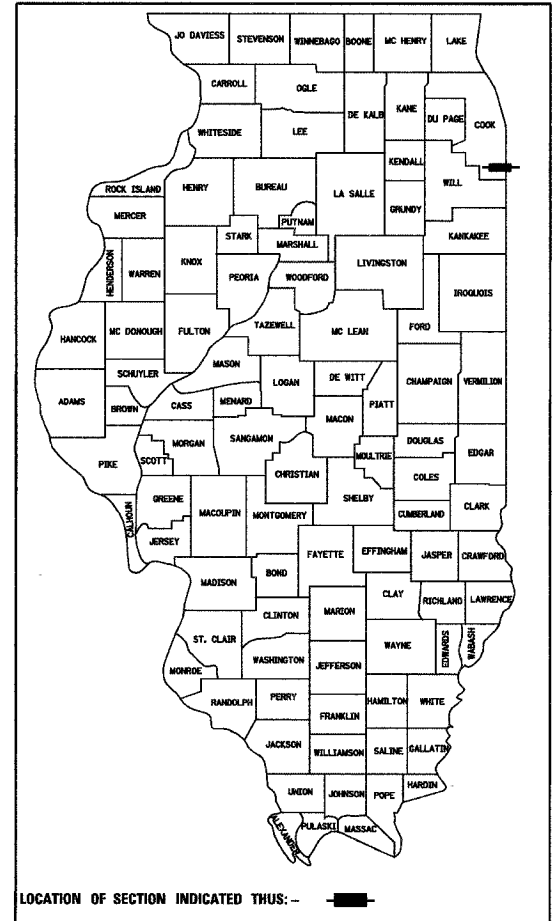 JO DAVIESS STEVENSON WINNEBAGO BOONE MC HENRY LAKE
CARROLL OGLE DE KALB KANE DU PAGE COOK
WHITESIDE LEE
KENDALL WILL
ROCK ISLAND HENRY BUREAU LA SALLE
MERCER PUTNAM GRUNDY
STARK MARSHALL KANKAKEE
HENDERSON WARREN KNOX PEORIA WOODFORD LIVINGSTON
IROQUOIS
HANCOCK MC DONOUGH FULTON TAZEWELL MC LEAN FORD
MASON
SCHUYLER LOGAN DE WITT CHAMPAIGN VERMILION
ADAMS BROWN CASS MENARD MACON PIATT
MORGAN SANGAMON DOUGLAS EDGAR
PIKE SCOTT CHRISTIAN MOULTRIE COLES
GREENE MACOUPIN MONTGOMERY SHELBY CUMBERLAND CLARK
CALHOUN JERSEY
FAYETTE EFFINGHAM JASPER CRAWFORD
MADISON BOND
CLINTON MARION CLAY RICHLAND LAWRENCE
ST. CLAIR WAYNE EDWARDS WABASH
MONROE WASHINGTON JEFFERSON
RANDOLPH PERRY HAMILTON WHITE
FRANKLIN
JACKSON WILLIAMSON SALINE GALLATIN
UNION JOHNSON POPE HARDIN
ALEXANDER PULASKI MASSAC
LOCATION OF SECTION INDICATED THUS: –